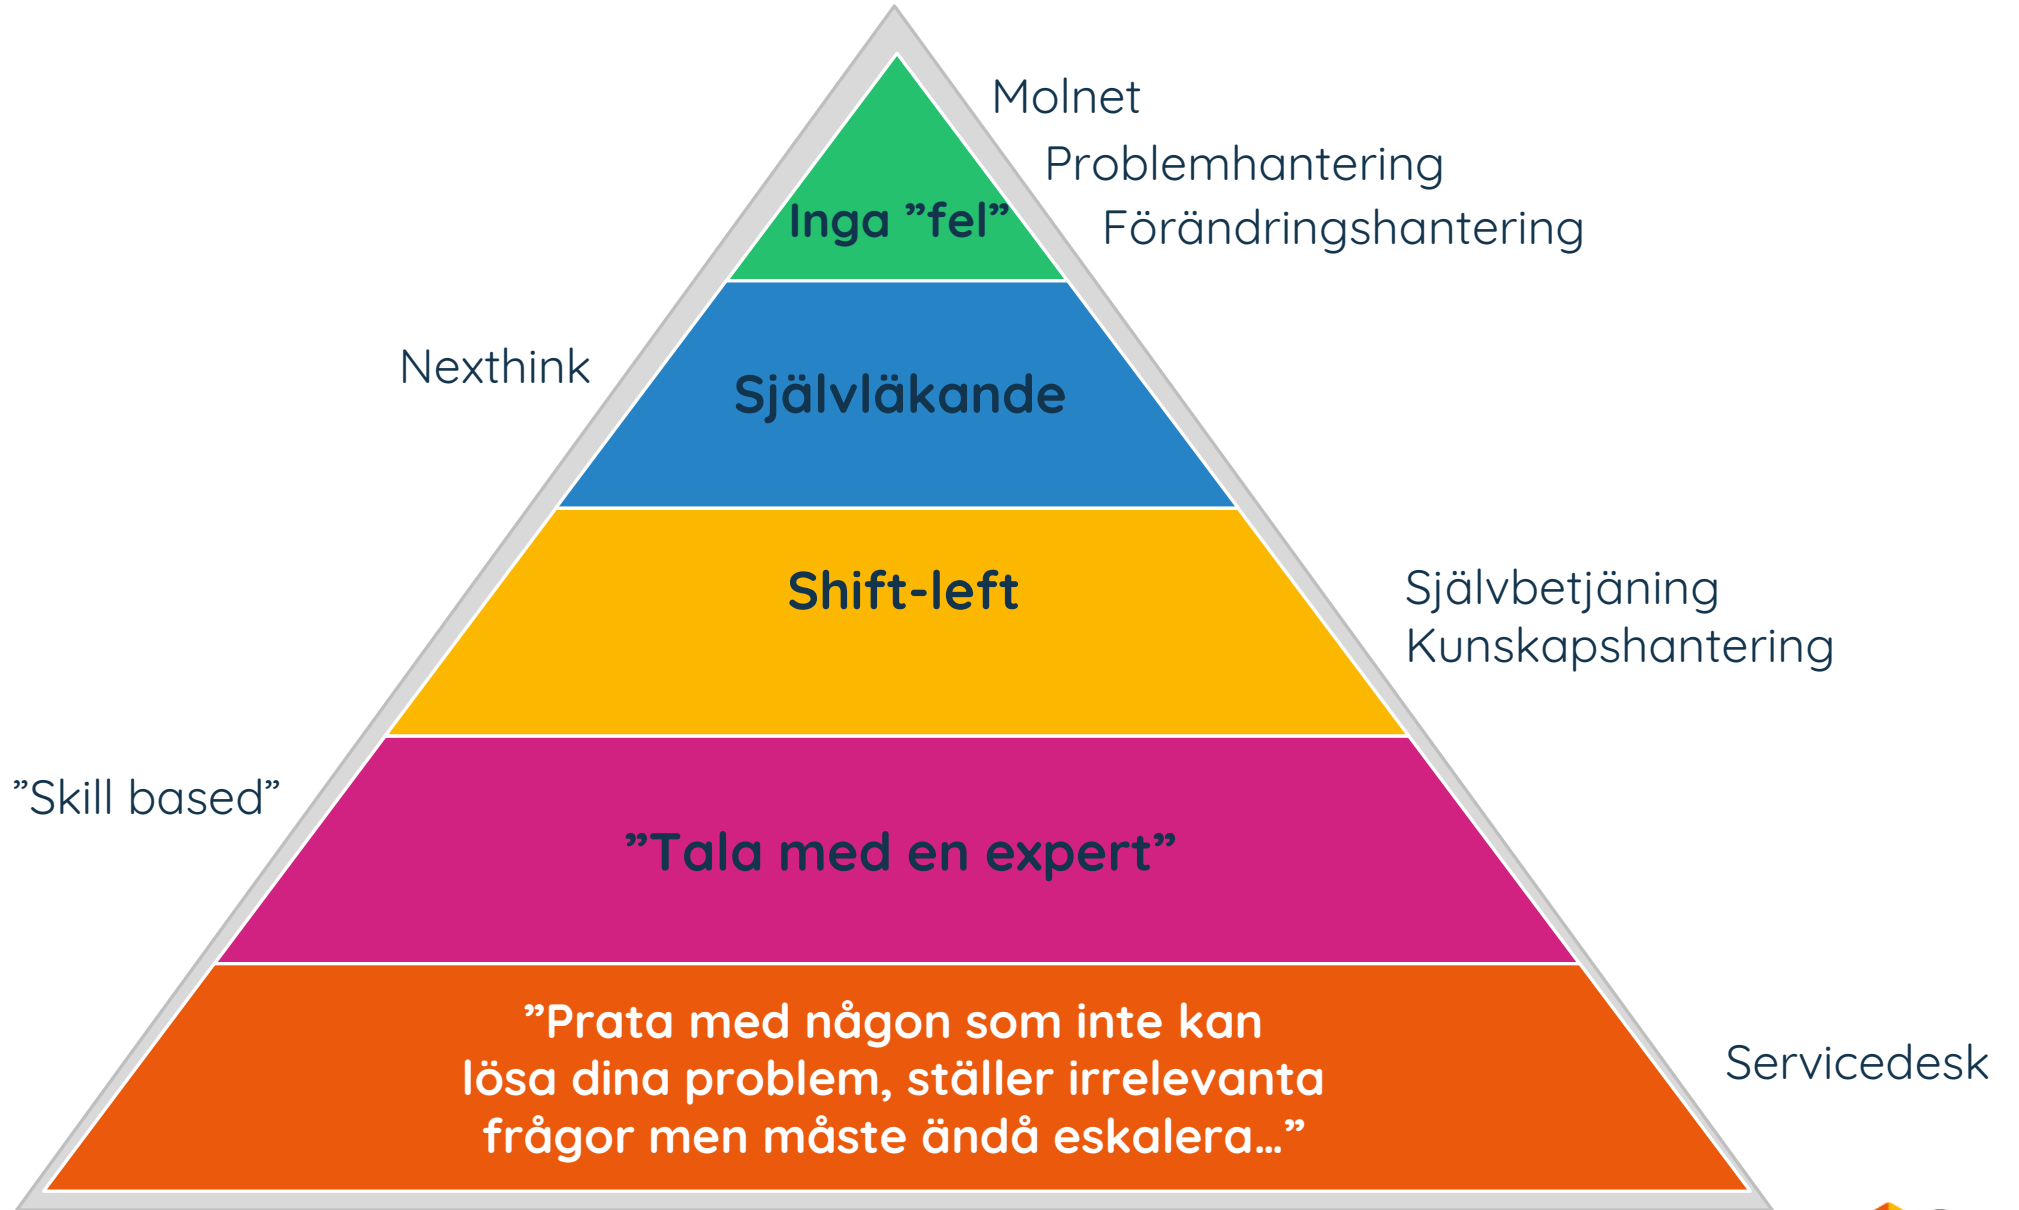 Molnet
Problemhantering
Inga ”fel”
Förändringshantering
Nexthink
Självläkande
Shift-left
Självbetjäning
Kunskapshantering
”Skill based”
”Tala med en expert”
”Prata med någon som inte kan
lösa dina problem, ställer irrelevanta
frågor men måste ändå eskalera...”
Servicedesk